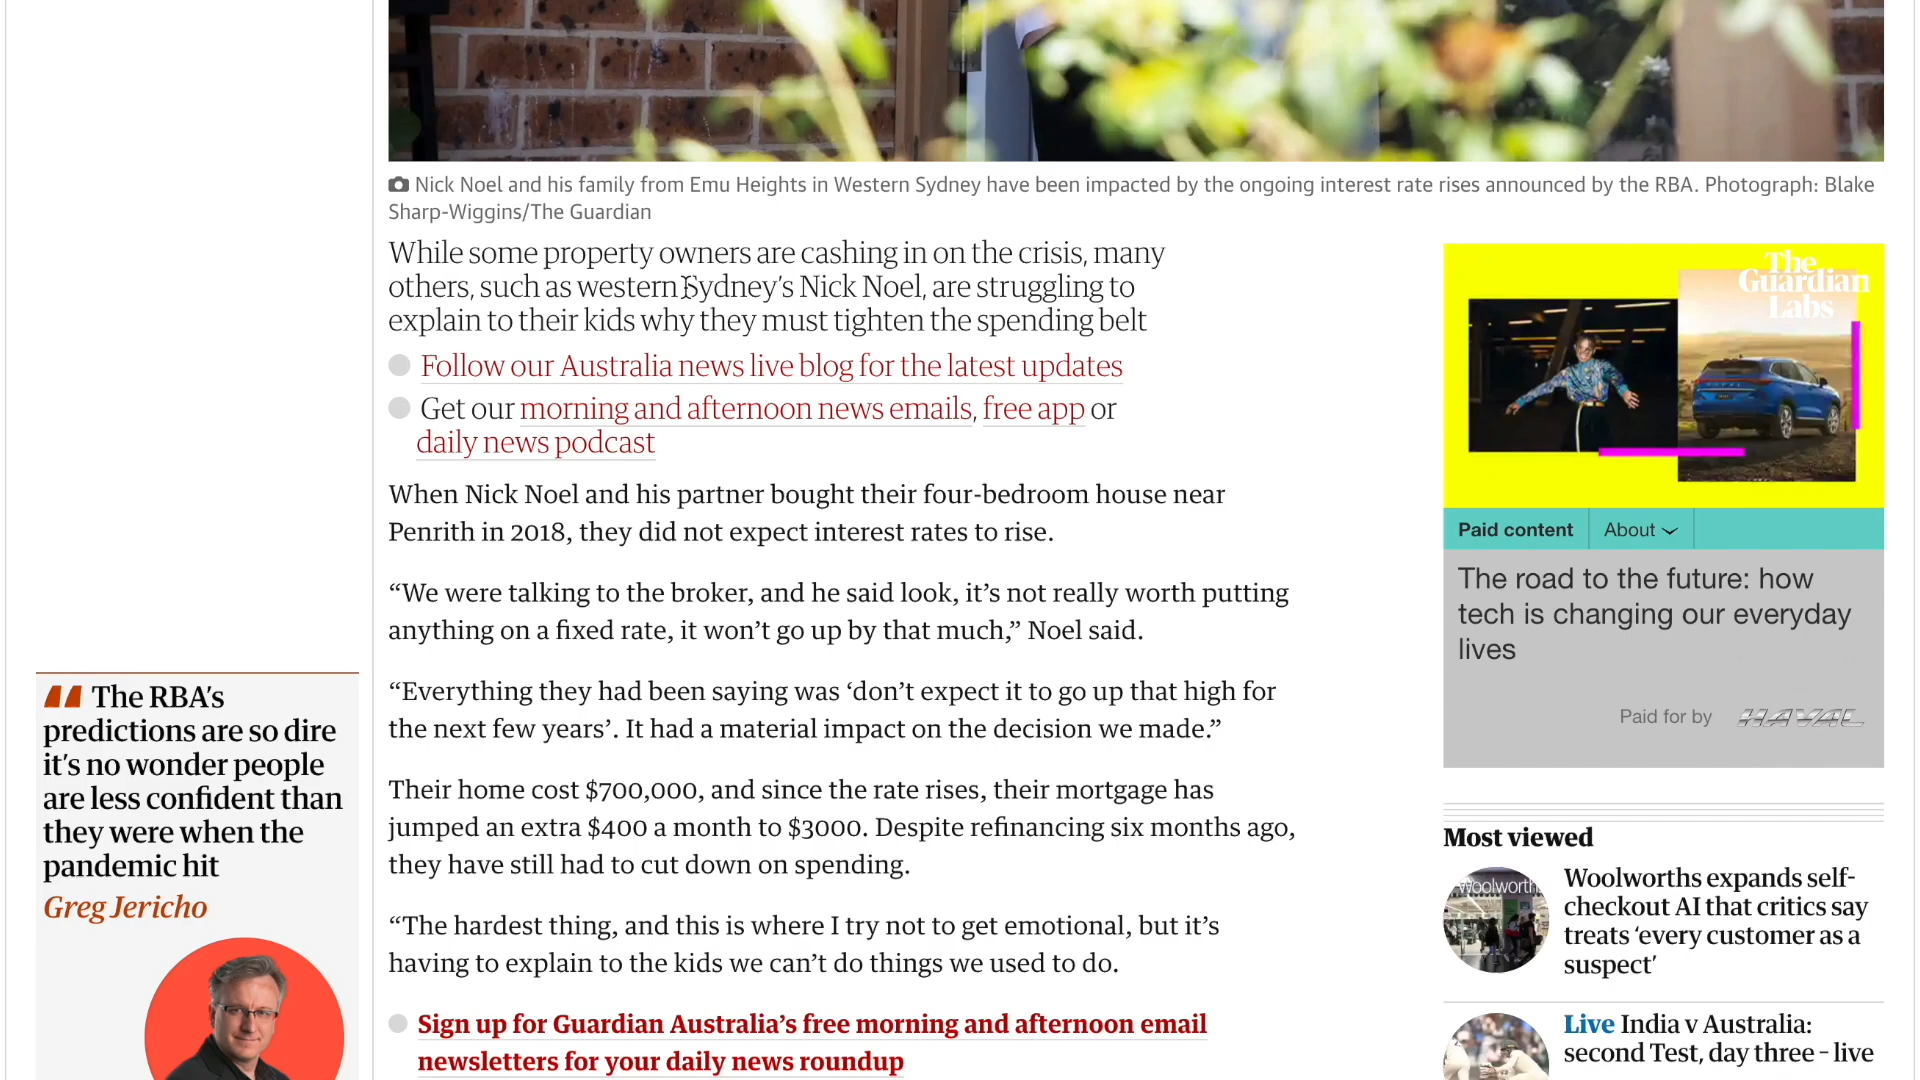 Nick Noel and his family from Emu Heights in Western Sydney have been impacted by the ongoing interest rate rises announced by the RBA. Photograph: Blake
Sharp-Wiggins/The Guardian
While some property owners are cashing in on the crisis, many
others, such as western Sydney’s Nick Noel, are struggling to
explain to their kids why they must tighten the spending belt
Follow our Australia news live blog for the latest updates
Get our morning and afternoon news emails, free app or
daily news podcast
When Nick Noel and his partner bought their four-bedroom house near
Penrith in 2018, they did not expect interest rates to rise.
“We were talking to the broker, and he said look, it’s not really worth putting
anything on a fixed rate, it won’t go up by that much,” Noel said.
“Everything they had been saying was ‘don’t expect it to go up that high for
the next few years’. It had a material impact on the decision we made.”
Their home cost $700,000, and since the rate rises, their mortgage has
jumped an extra $400 a month to $3000. Despite refinancing six months ago,
they have still had to cut down on spending.
“The hardest thing, and this is where I try not to get emotional, but it’s
having to explain to the kids we can’t do things we used to do.
Sign up for Guardian Australia’s free morning and afternoon email
newsletters for your daily news roundup
The RBA’s
predictions are so dire
it’s no wonder people
are less confident than
they were when the
pandemic hit
Greg Jericho
The
Guardian
Labs
Paid content About
The road to the future: how
tech is changing our everyday
lives
Paid for by HAVAL
Most viewed
Woolworths expands self-
checkout AI that critics say
treats ‘every customer as a
suspect’
Live India v Australia:
second Test, day three – live